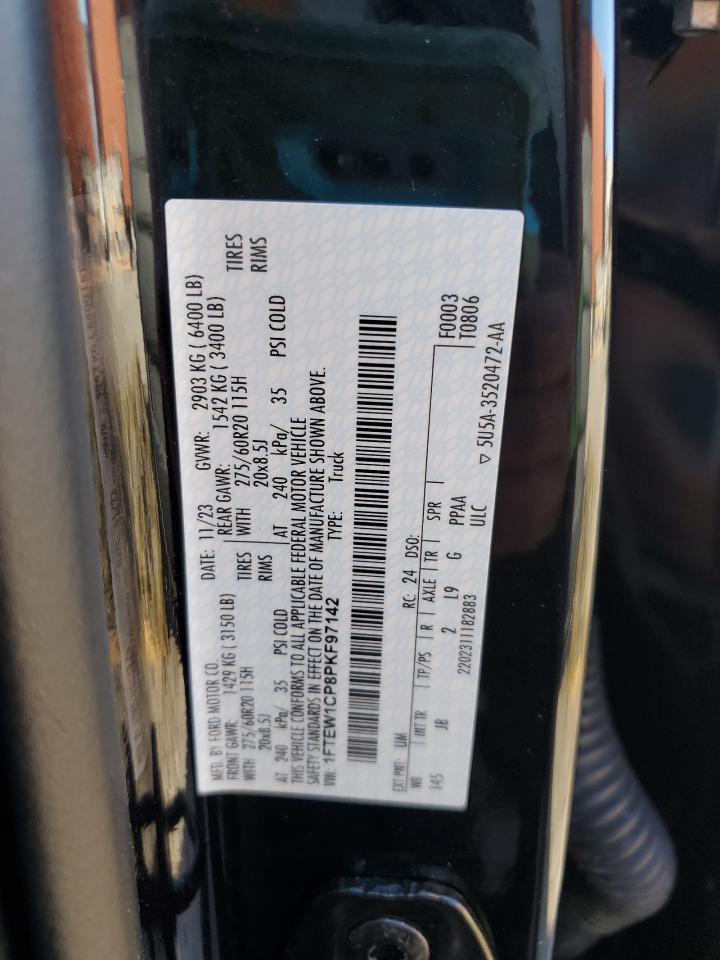 MFD. BY FORD MOTOR CO.
DATE: 11/23 GVWR: 2903 KG ( 6400 LB)
FRONT GAWR: 1429 KG ( 3150 LB) REAR GAWR: 1542 KG ( 3400 LB)
WITH 275/60R20 115H TIRES WITH 275/60R20 115H TIRES
20x8.5J RIMS 20x8.5J RIMS
AT 240 kPa/ 35 PSI COLD AT 240 kPa/ 35 PSI COLD
THIS VEHICLE CONFORMS TO ALL APPLICABLE FEDERAL MOTOR VEHICLE
SAFETY STANDARDS IN EFFECT ON THE DATE OF MANUFACTURE SHOWN ABOVE.
VIN: 1FTEW1CP8PKF97142 TYPE: Truck
EXT PNT: UM RC: 24 DSO:
WB INT TR TP/PS R AXLE TR SPR F0003
145 JB 2 L9 G PPAA T0806
2202311182883 ULC
▽ 5U5A-3520472-AA